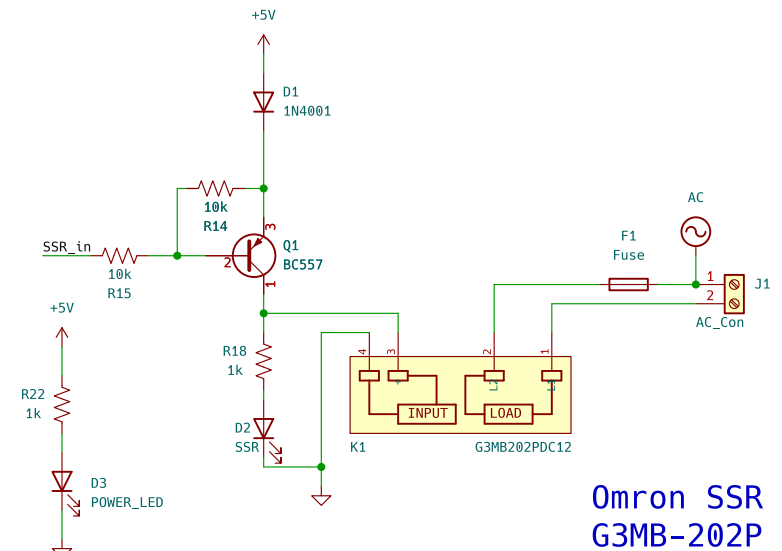 +5V
D1
1N4001
10k
R14
SSR_in
10k
R15
3
2
1
Q1
BC557
+5V
R22
1k
D3
POWER_LED
R18
1k
D2
SSR
4
3
2
1
+
L2
L1
INPUT
LOAD
K1
G3MB202PDC12
F1
Fuse
AC
1
2
J1
AC_Con
Omron SSR
G3MB-202P